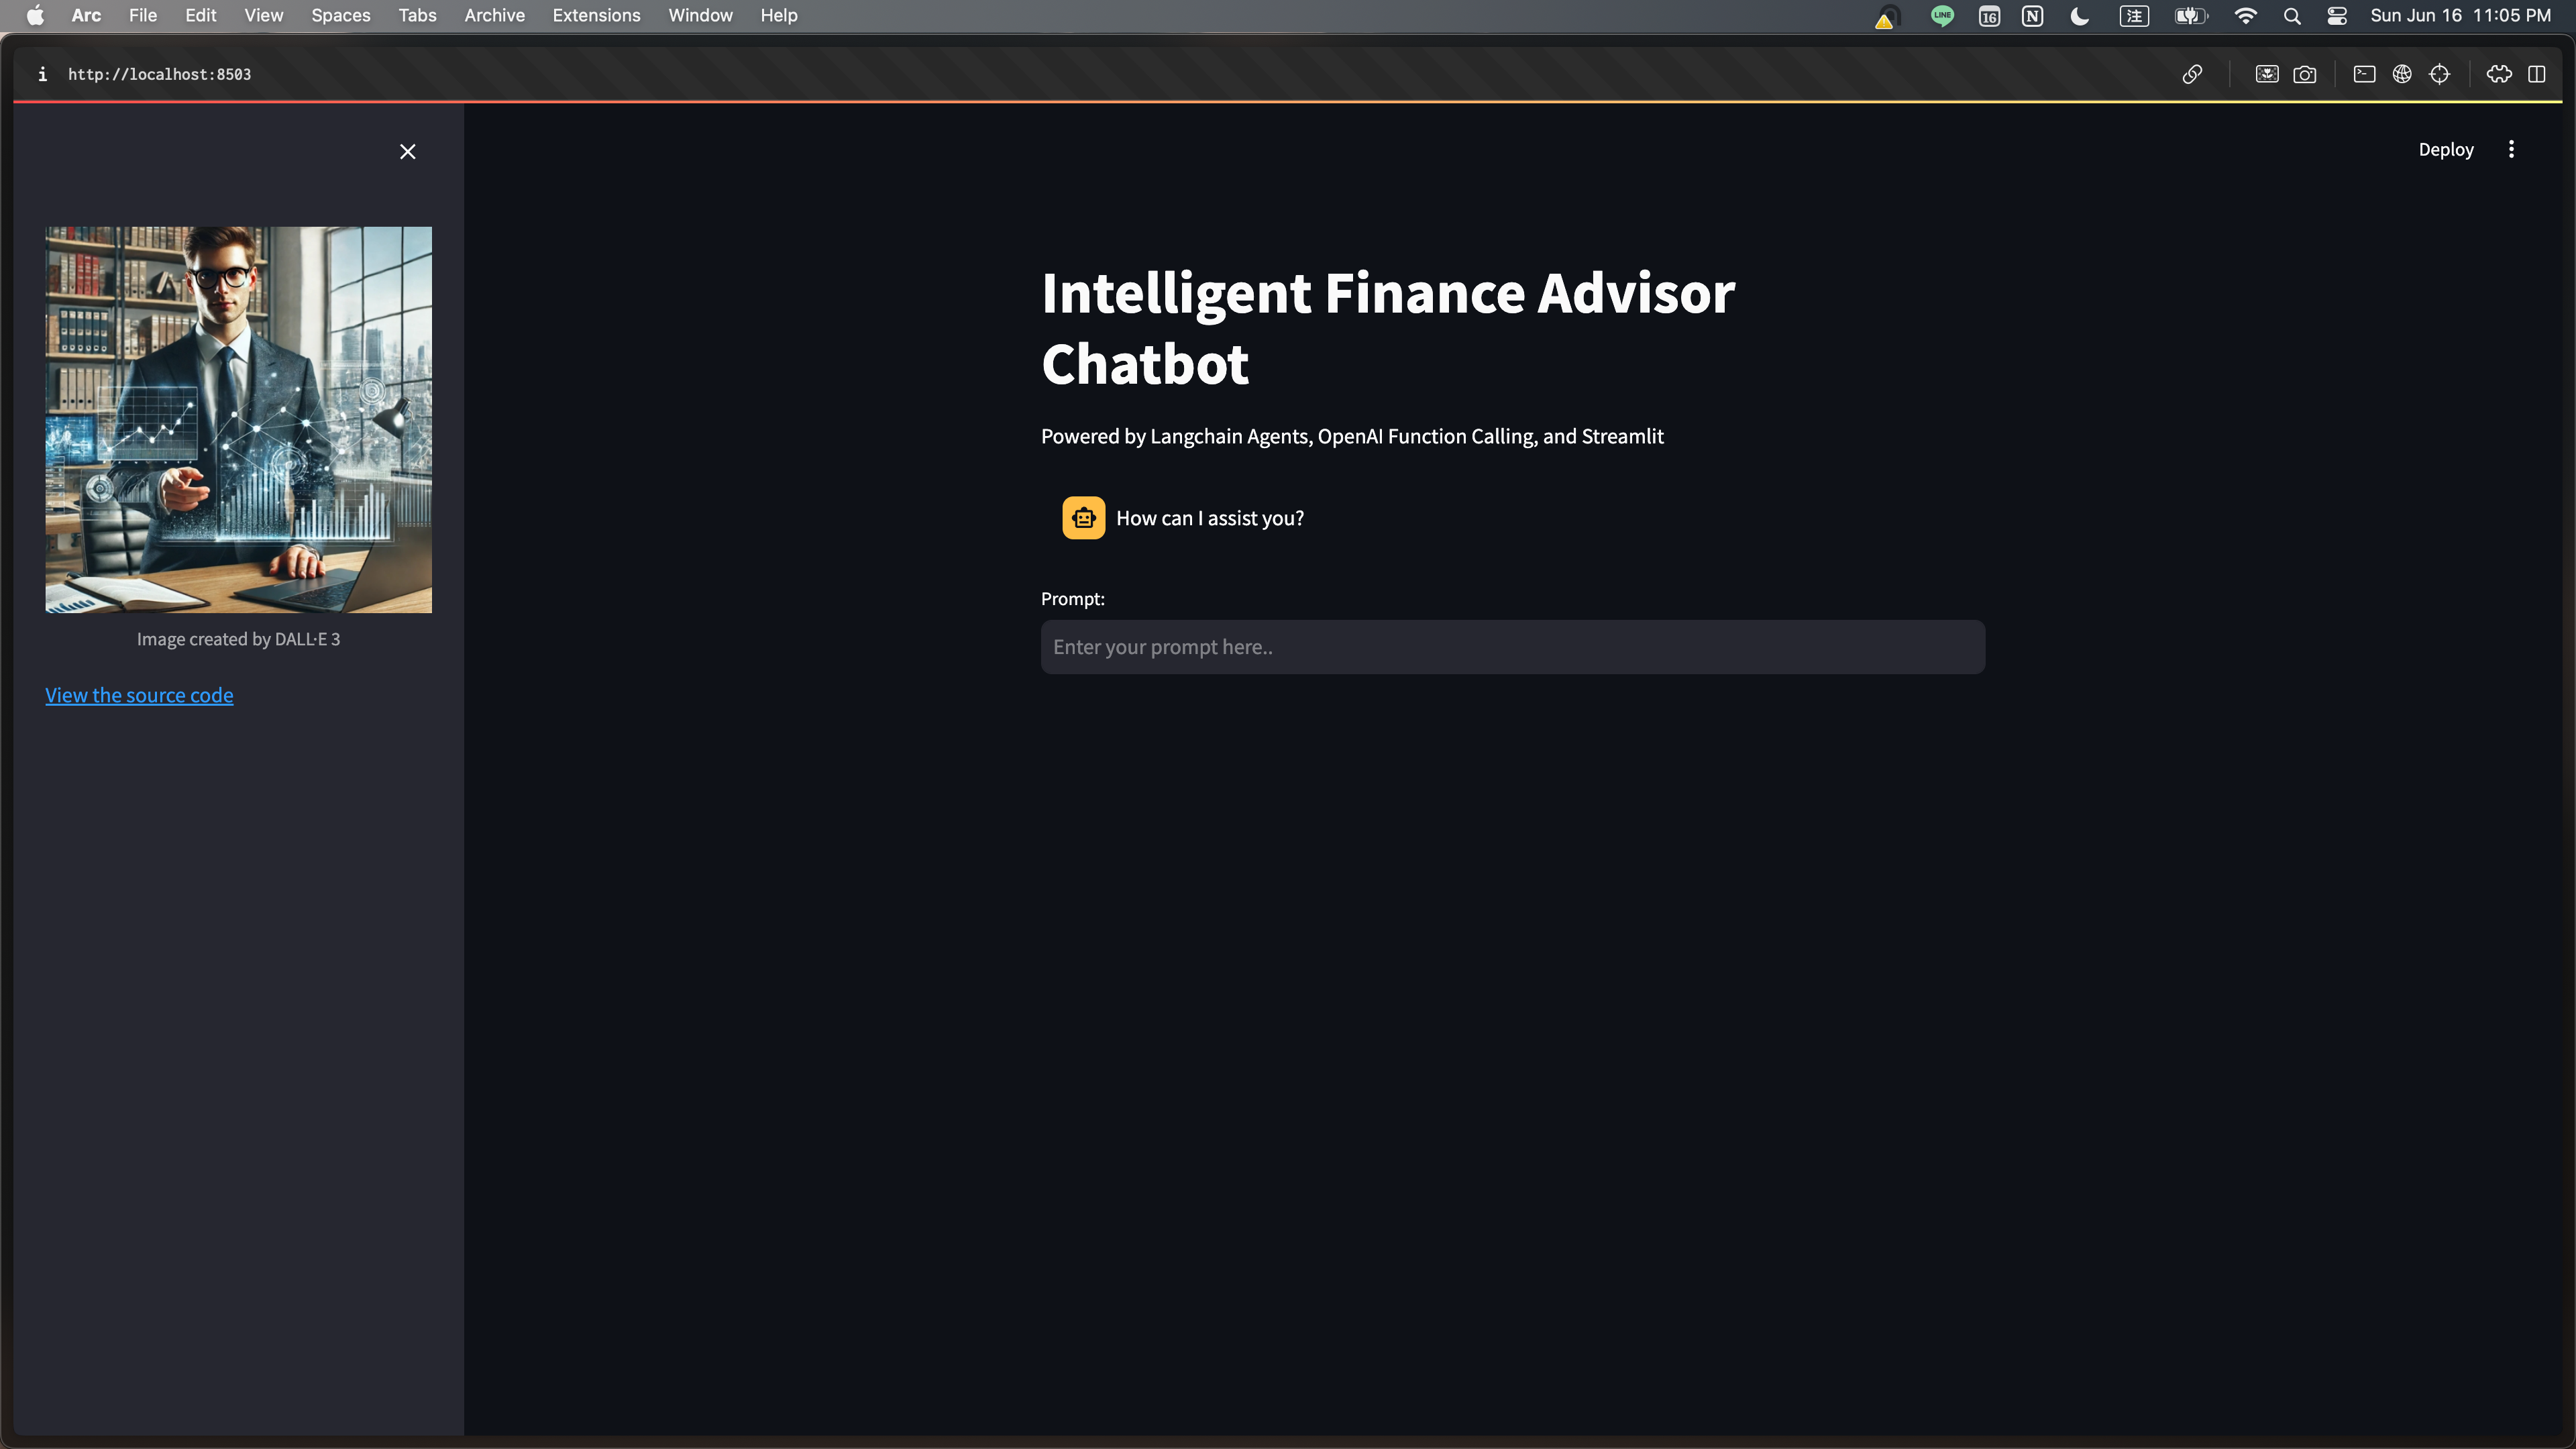 Arc File Edit View Spaces Tabs Archive Extensions Window Help LINE 16 N 注 Sun Jun 16 11:05 PM
i http://localhost:8503
Deploy
Intelligent Finance Advisor
Chatbot
Powered by Langchain Agents, OpenAI Function Calling, and Streamlit
How can I assist you?
Prompt:
Enter your prompt here..
Image created by DALL·E 3
View the source code